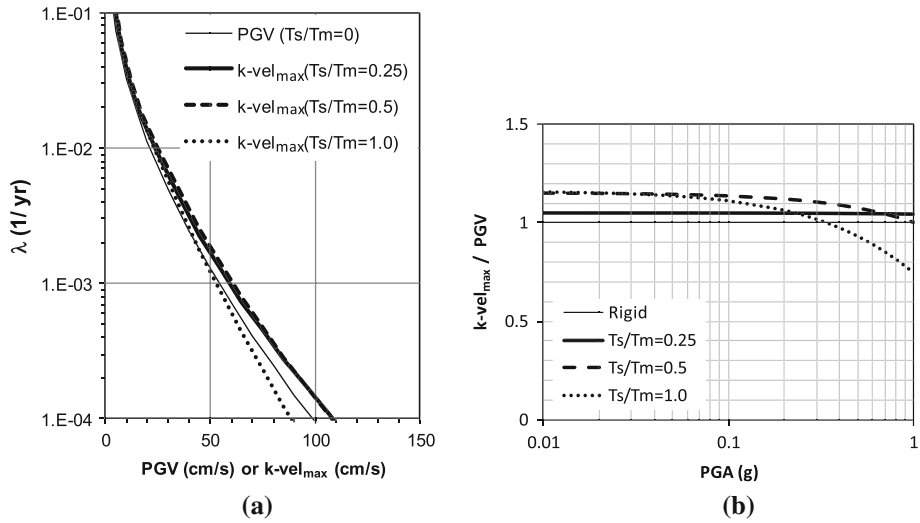 1.E-01
1.E-02
1.E-03
1.E-04
λ (1/ yr)
PGV (Ts/Tm=0)
k-velmax(Ts/Tm=0.25)
k-velmax(Ts/Tm=0.5)
k-velmax(Ts/Tm=1.0)
0 50 100 150
PGV (cm/s) or k-velmax (cm/s)
(a)
1.5
1
0.5
0
k-velmax / PGV
Rigid
Ts/Tm=0.25
Ts/Tm=0.5
Ts/Tm=1.0
0.01 0.1 1
PGA (g)
(b)